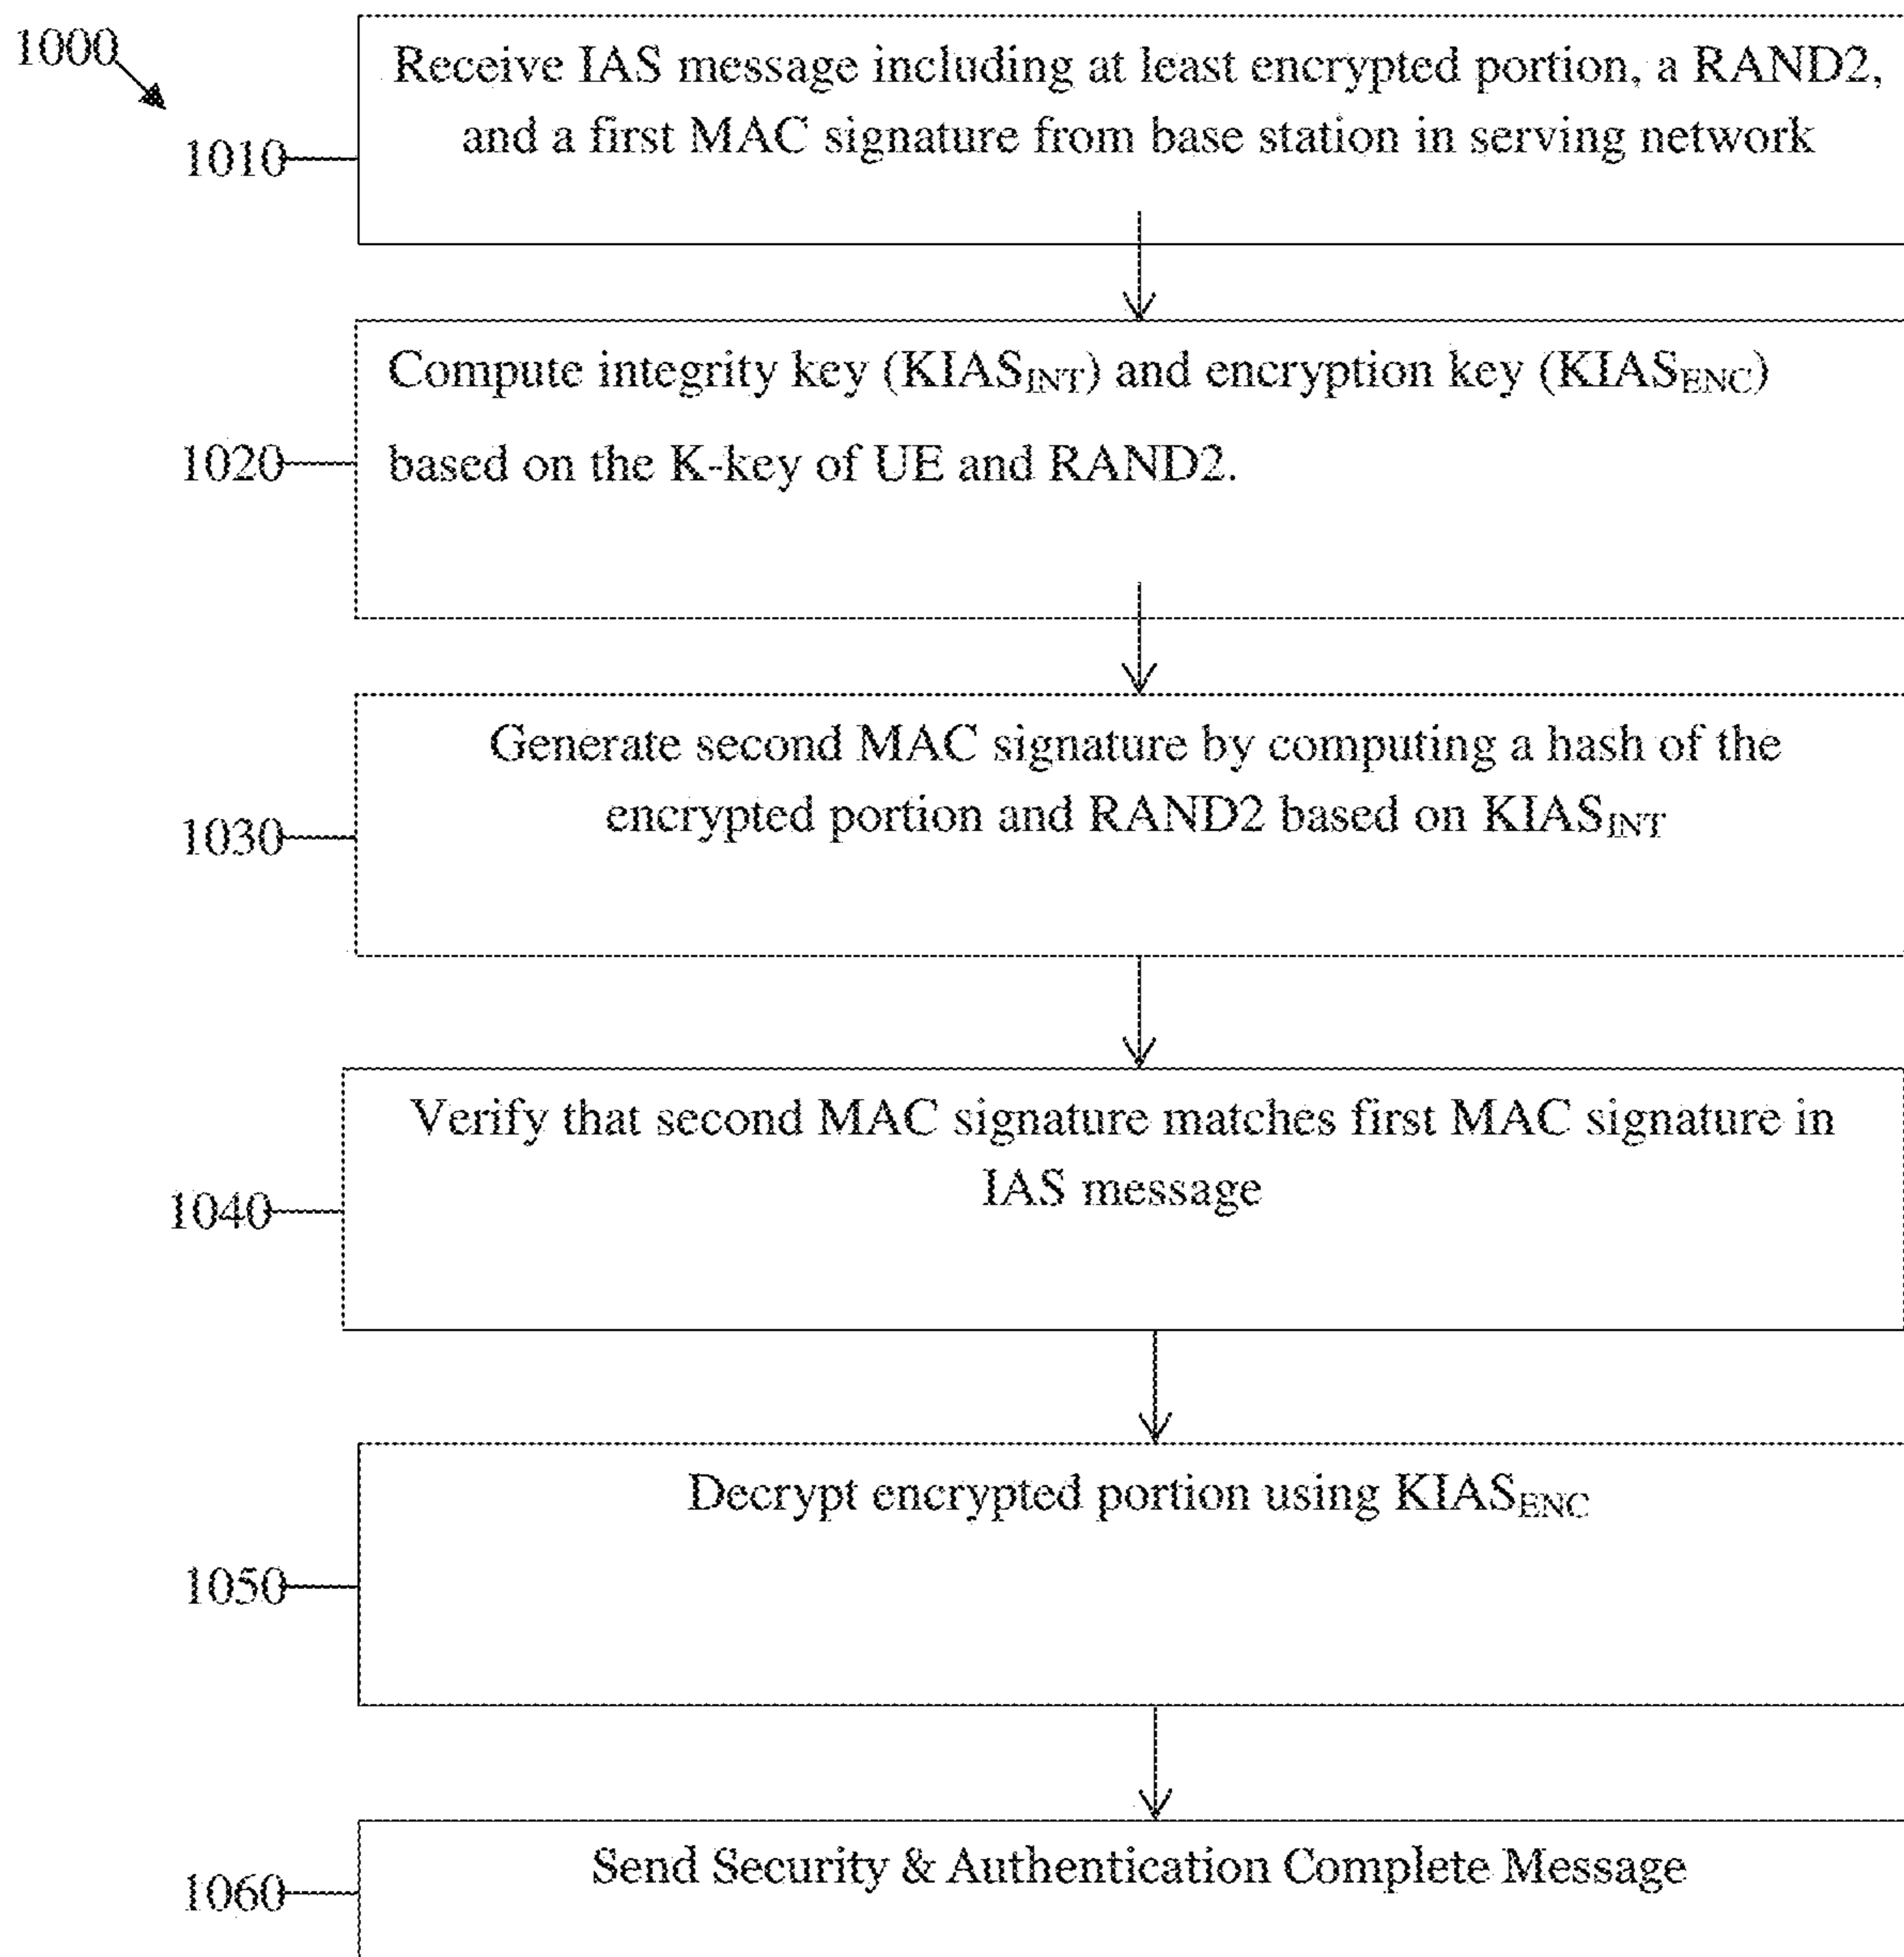 1000
Receive IAS message including at least encrypted portion, a RAND2,
and a first MAC signature from base station in serving network
1010
Compute integrity key (KIAS_INT) and encryption key (KIAS_ENC)
based on the K-key of UE and RAND2.
1020
Generate second MAC signature by computing a hash of the
encrypted portion and RAND2 based on KIAS_INT
1030
Verify that second MAC signature matches first MAC signature in
IAS message
1040
Decrypt encrypted portion using KIAS_ENC
1050
Send Security & Authentication Complete Message
1060